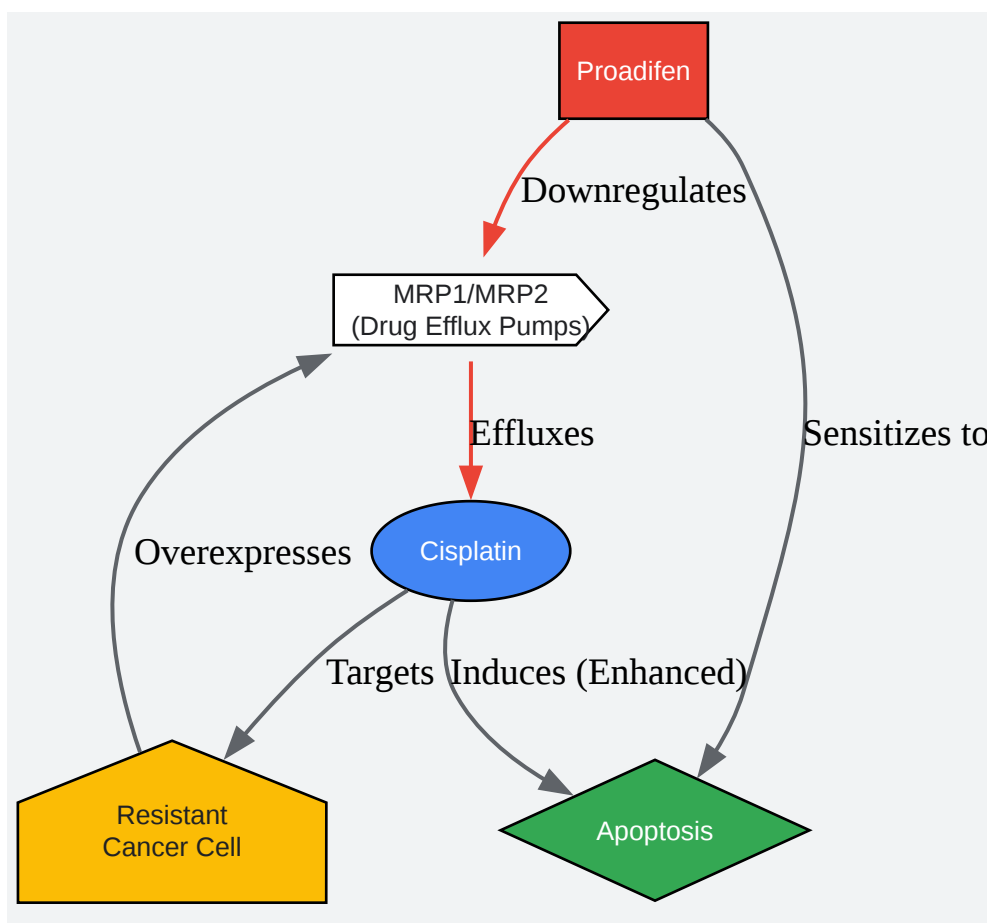 Proadifen
Downregulates
MRP1/MRP2
(Drug Efflux Pumps)
Effluxes
Sensitizes to
Cisplatin
Overexpresses
Targets
Induces (Enhanced)
Resistant
Cancer Cell
Apoptosis